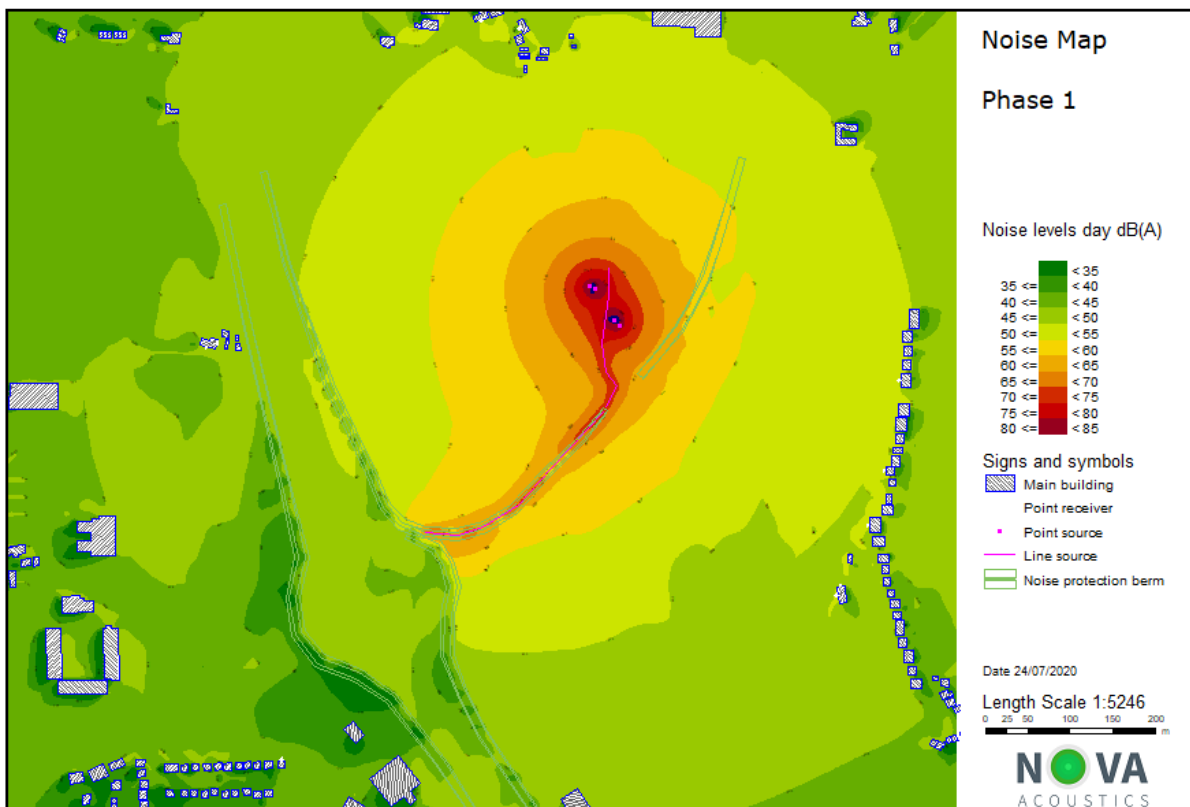 Noise Map
Phase 1
Noise levels day dB(A)
< 35
35 <= < 40
40 <= < 45
45 <= < 50
50 <= < 55
55 <= < 60
60 <= < 65
65 <= < 70
70 <= < 75
75 <= < 80
80 <= < 85
Signs and symbols
Main building
Point receiver
Point source
Line source
Noise protection berm
Date 24/07/2020
Length Scale 1:5246
0 25 50 100 150 200
m
NOVA
ACOUSTICS